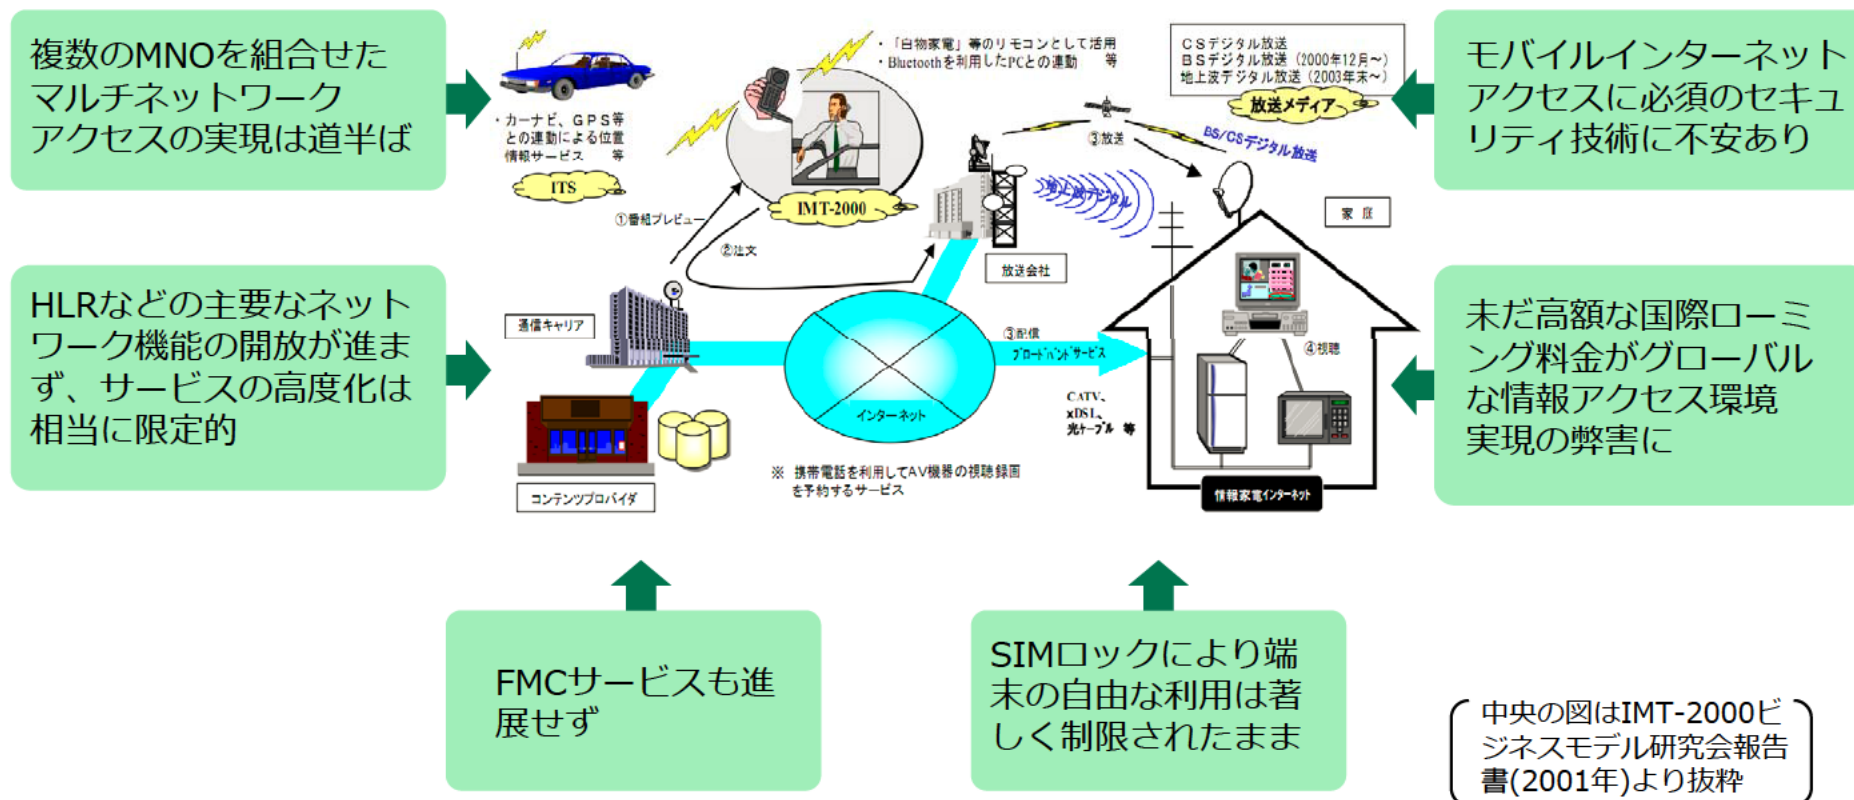 複数のMNOを組合せた
マルチネットワーク
アクセスの実現は道半ば
HLRなどの主要なネット
ワーク機能の開放が進ま
ず、サービスの高度化は
相当に限定的
・カーナビ、GPS等
との連動による位置
情報サービス 等
ITS
・「白物家電」等のリモコンとして活用
・Bluetoothを利用したPCとの連動 等
IMT-2000
①番組プレビュー
②注文
CSデジタル放送
BSデジタル放送(2000年12月～)
地上波デジタル放送(2003年末～)
放送メディア
③放送
BS/CSデジタル放送
地上波デジタル
放送会社
家庭
通信キャリア
インターネット
③配信
ブロードバンドサービス
CATV、
xDSL、
光ケーブル 等
④視聴
コンテンツプロバイダ
※ 携帯電話を利用してAV機器の視聴録画
を予約するサービス
情報家電インターネット
モバイルインターネット
アクセスに必須のセキュ
リティ技術に不安あり
未だ高額な国際ローミ
ング料金がグローバル
な情報アクセス環境
実現の弊害に
FMCサービスも進
展せず
SIMロックにより端
末の自由な利用は著
しく制限されたまま
中央の図はIMT-2000ビ
ジネスモデル研究会報告
書(2001年)より抜粋